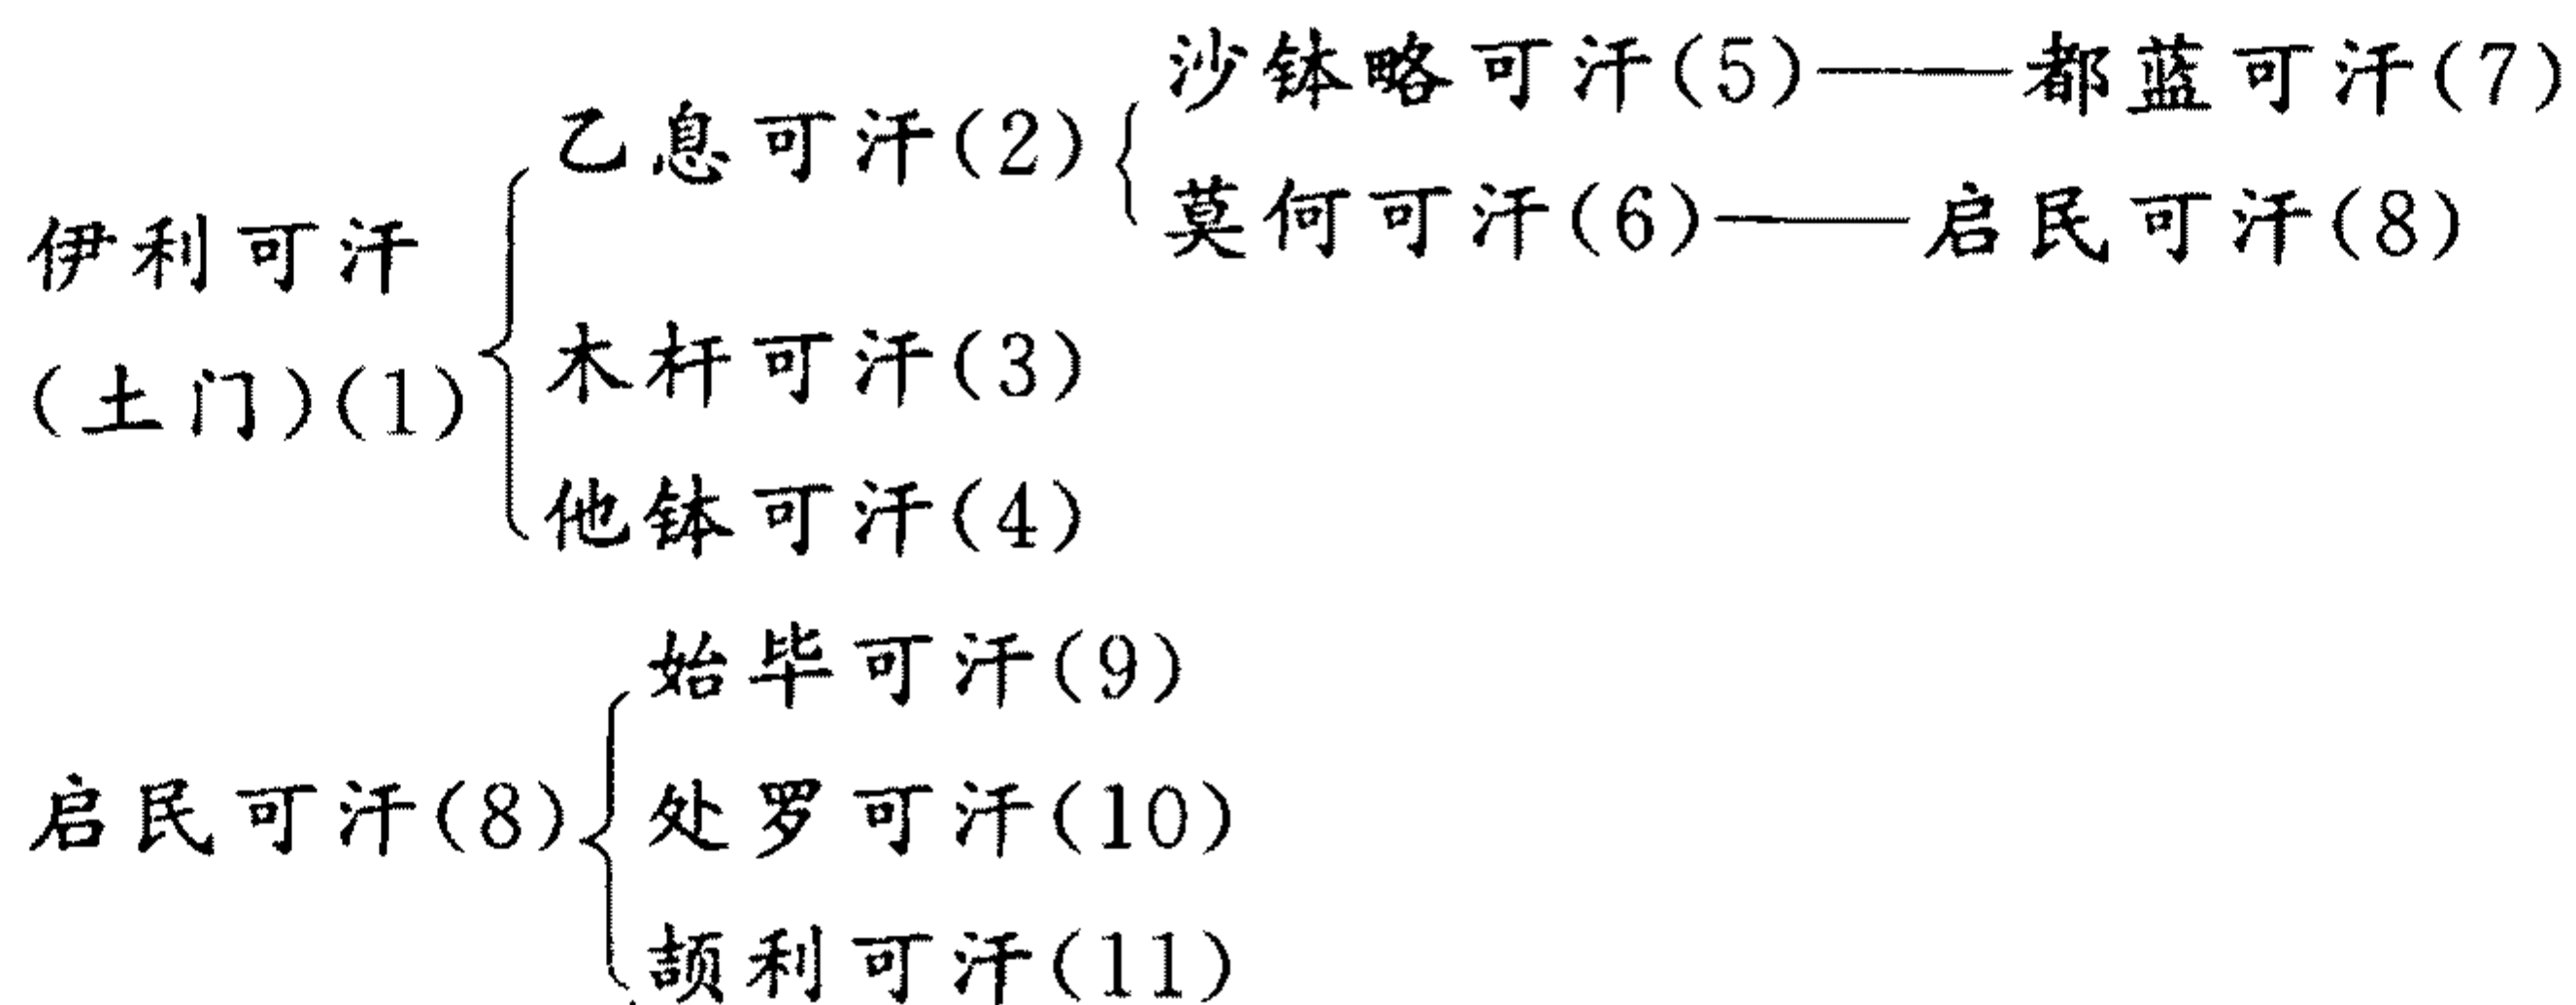 沙钵略可汗(5)——都蓝可汗(7)
乙息可汗(2)
莫何可汗(6)——启民可汗(8)
伊利可汗
(土门)(1)
木杆可汗(3)
他钵可汗(4)
始毕可汗(9)
启民可汗(8)
处罗可汗(10)
颉利可汗(11)